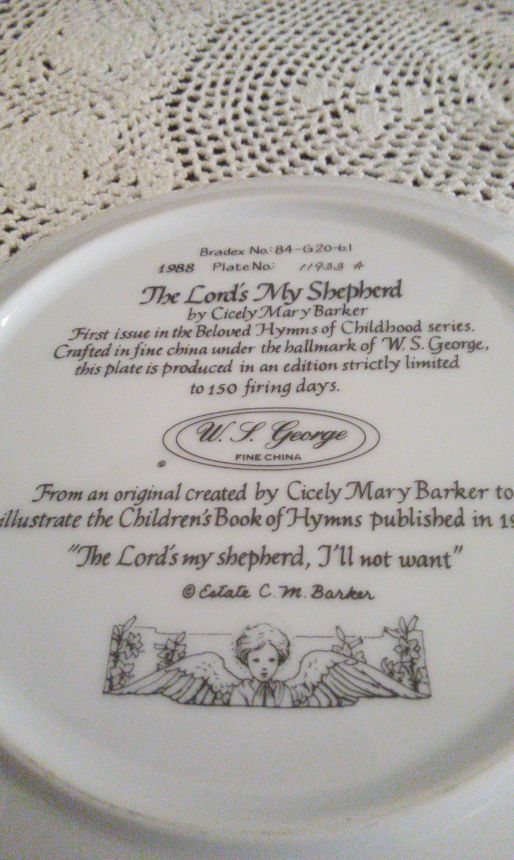 Bradex No.: 84-G20-6.1
1988 Plate No.: 11933 A
The Lord's My Shepherd
by Cicely Mary Barker
First issue in the Beloved Hymns of Childhood series.
Crafted in fine china under the hallmark of W. S. George,
this plate is produced in an edition strictly limited
to 150 firing days.
W. S. George
FINE CHINA
©
From an original created by Cicely Mary Barker to
illustrate the Children's Book of Hymns published in 19
"The Lord's my shepherd, I'll not want"
© Estate C. M. Barker